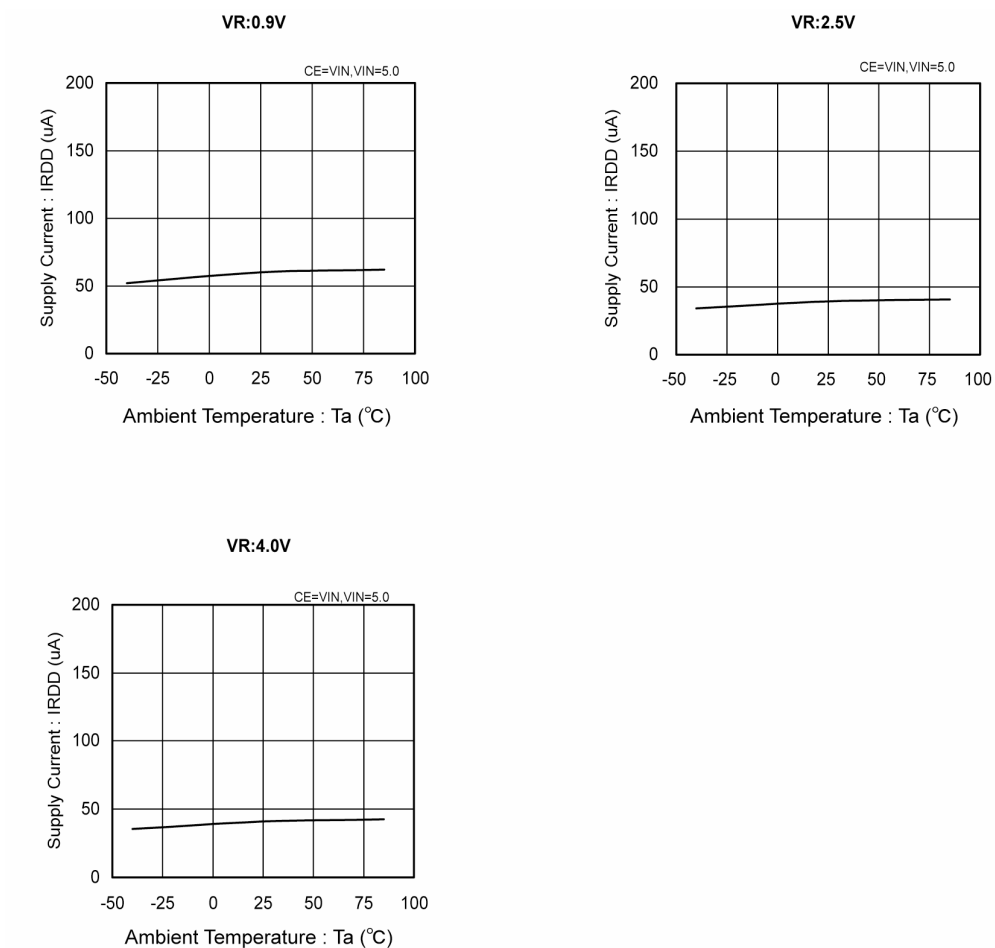 VR:0.9V
CE=VIN,VIN=5.0
200
150
100
50
0
Supply Current : IRDD (uA)
-50 -25 0 25 50 75 100
Ambient Temperature : Ta (℃)
VR:2.5V
CE=VIN,VIN=5.0
200
150
100
50
0
Supply Current : IRDD (uA)
-50 -25 0 25 50 75 100
Ambient Temperature : Ta (℃)
VR:4.0V
CE=VIN,VIN=5.0
200
150
100
50
0
Supply Current : IRDD (uA)
-50 -25 0 25 50 75 100
Ambient Temperature : Ta (℃)